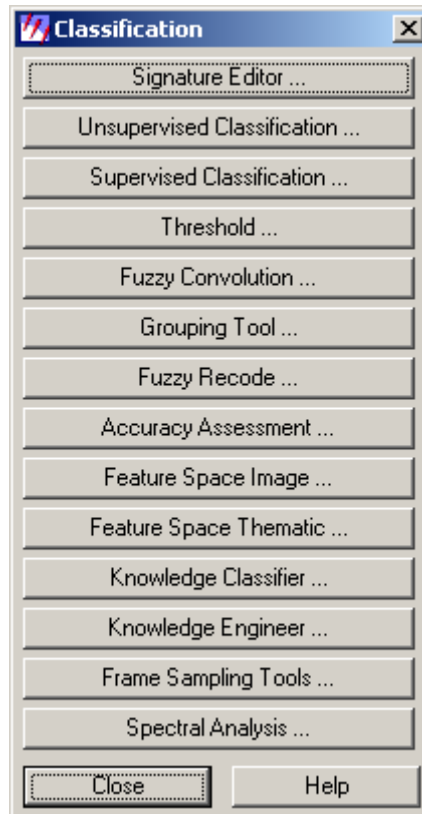 Classification
Signature Editor ...
Unsupervised Classification ...
Supervised Classification ...
Threshold ...
Fuzzy Convolution ...
Grouping Tool ...
Fuzzy Recode ...
Accuracy Assessment ...
Feature Space Image ...
Feature Space Thematic ...
Knowledge Classifier ...
Knowledge Engineer ...
Frame Sampling Tools ...
Spectral Analysis ...
Close Help